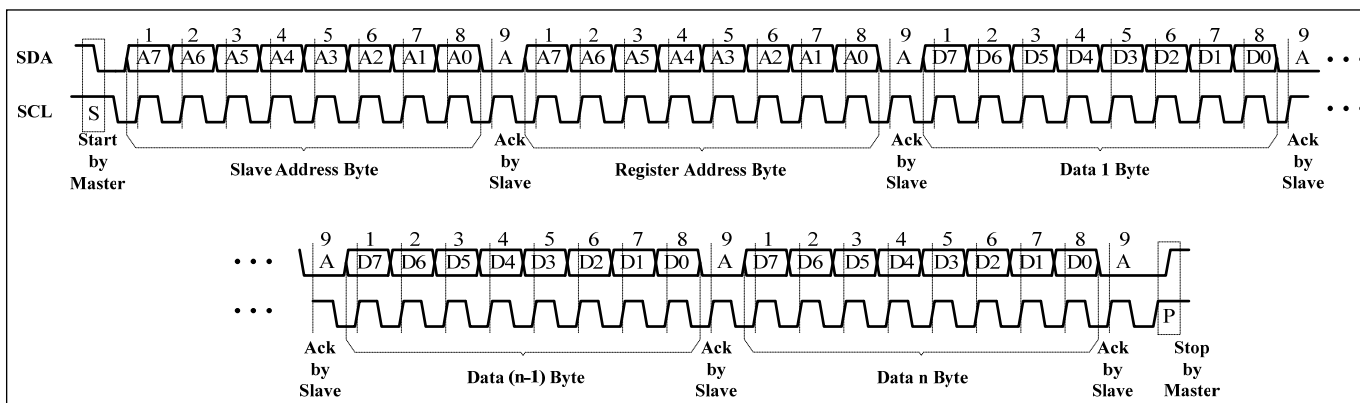 1 2 3 4 5 6 7 8 9 1 2 3 4 5 6 7 8 9 1 2 3 4 5 6 7 8 9
SDA A7 A6 A5 A4 A3 A2 A1 A0 A A7 A6 A5 A4 A3 A2 A1 A0 A D7 D6 D5 D4 D3 D2 D1 D0 A • • •
SCL S • • •
Start by Master
Slave Address Byte
Ack by Slave
Register Address Byte
Ack by Slave
Data 1 Byte
Ack by Slave
9 1 2 3 4 5 6 7 8 9 1 2 3 4 5 6 7 8 9
• • • A D7 D6 D5 D4 D3 D2 D1 D0 A D7 D6 D5 D4 D3 D2 D1 D0 A
• • • P
Ack by Slave
Data (n-1) Byte
Ack by Slave
Data n Byte
Ack by Slave
Stop by Master